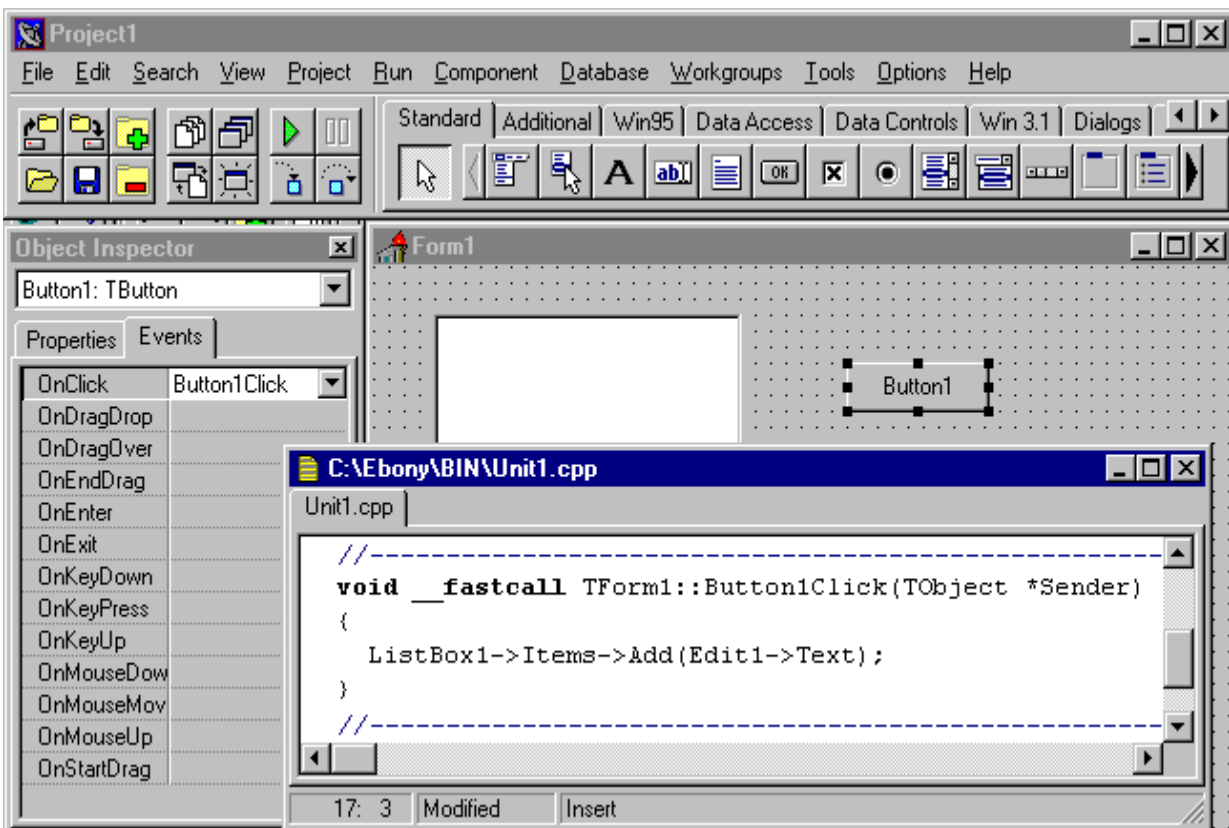 Project1
File Edit Search View Project Run Component Database Workgroups Tools Options Help
Standard Additional Win95 Data Access Data Controls Win 3.1 Dialogs
A ab OK
Object Inspector
Form1
Button1: TButton
Properties Events
Button1
OnClick Button1Click
OnDragDrop
OnDragOver
OnEndDrag
OnEnter
OnExit
OnKeyDown
OnKeyPress
OnKeyUp
OnMouseDow
OnMouseMov
OnMouseUp
OnStartDrag
C:\Ebony\BIN\Unit1.cpp
Unit1.cpp
//----------------------------------------------------
void __fastcall TForm1::Button1Click(TObject *Sender)
{
ListBox1->Items->Add(Edit1->Text);
}
//----------------------------------------------------
17: 3 Modified Insert